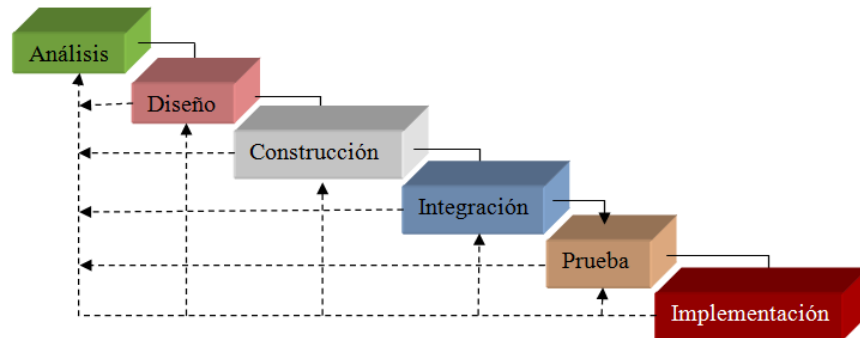 Análisis
Diseño
Construcción
Integración
Prueba
Implementación